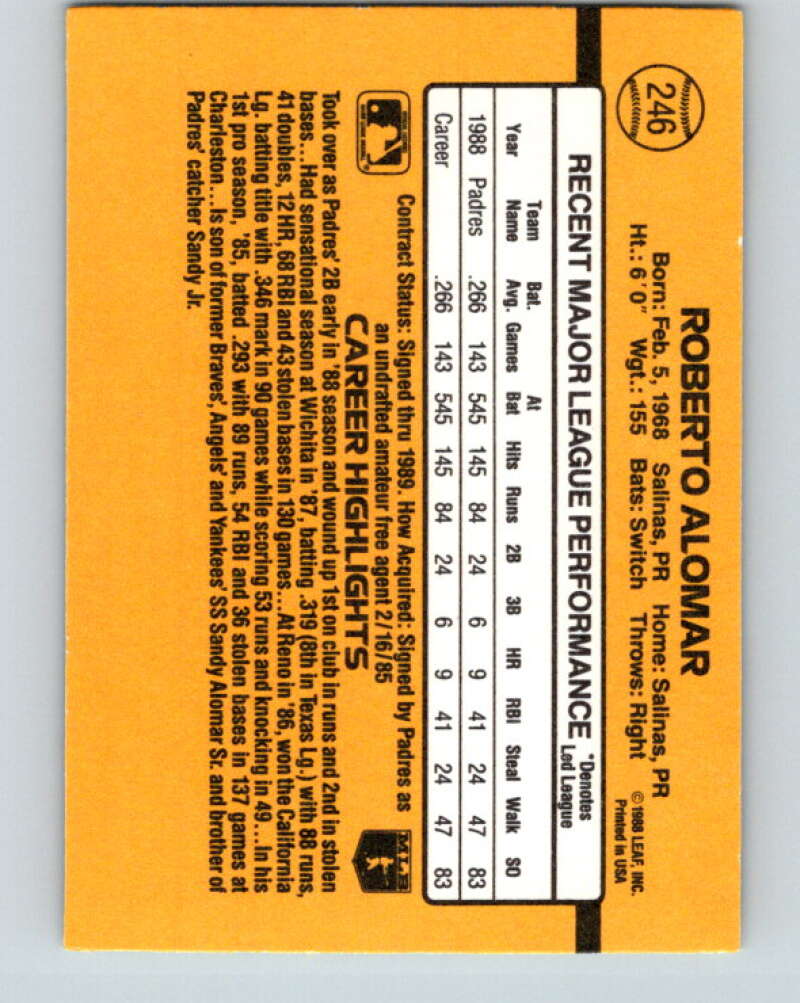 246
ROBERTO ALOMAR
Born: Feb. 5, 1968 Salinas, PR Home: Salinas, PR
Ht.: 6'0" Wgt.: 155 Bats: Switch Throws: Right
© 1988 LEAF, INC.
Printed in USA
RECENT MAJOR LEAGUE PERFORMANCE *Denotes Led League
Year Team Name Bat. Avg. Games At Bat Hits Runs 2B 3B HR RBI Steal Walk SO
1988 Padres .266 143 545 145 84 24 6 9 41 24 47 83
Career .266 143 545 145 84 24 6 9 41 24 47 83
Contract Status: Signed thru 1989. How Acquired: Signed by Padres as
an undrafted amateur free agent 2/16/85
MLB
CAREER HIGHLIGHTS
Took over as Padres' 2B early in '88 season and wound up 1st on club in runs and 2nd in stolen
bases...Had sensational season at Wichita in '87, batting .319 (8th in Texas Lg.) with 88 runs,
41 doubles, 12 HR, 68 RBI and 43 stolen bases in 130 games...At Reno in '86, won the California
Lg. batting title with .346 mark in 90 games while scoring 53 runs and knocking in 49...In his
1st pro season, '85, batted .293 with 89 runs, 54 RBI and 36 stolen bases in 137 games at
Charleston...Is son of former Braves', Angels' and Yankees' SS Sandy Alomar Sr. and brother of
Padres' catcher Sandy Jr.